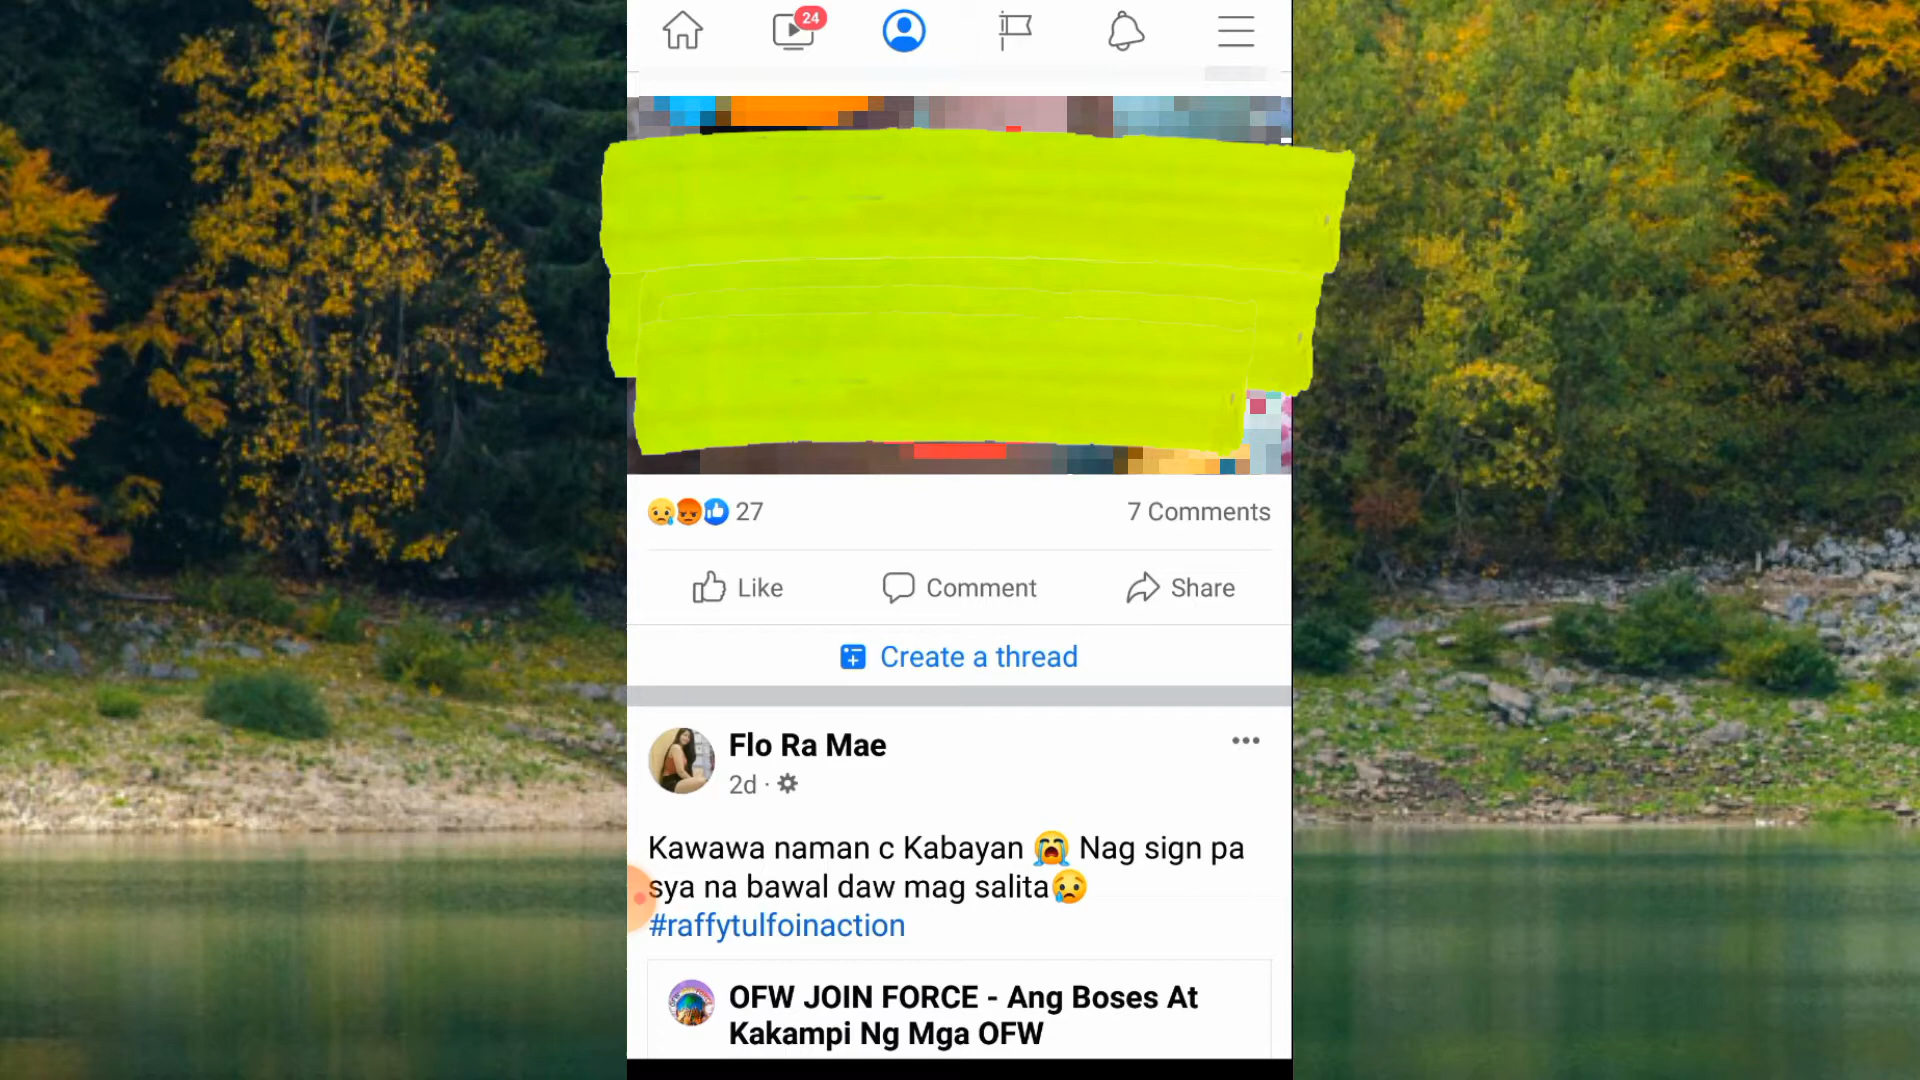 24
27
7 Comments
Like
Comment
Share
Create a thread
Flo Ra Mae
2d ·
Kawawa naman c Kabayan 😭 Nag sign pa
sya na bawal daw mag salita😢
#raffytulfoinaction
OFW JOIN FORCE - Ang Boses At
Kakampi Ng Mga OFW